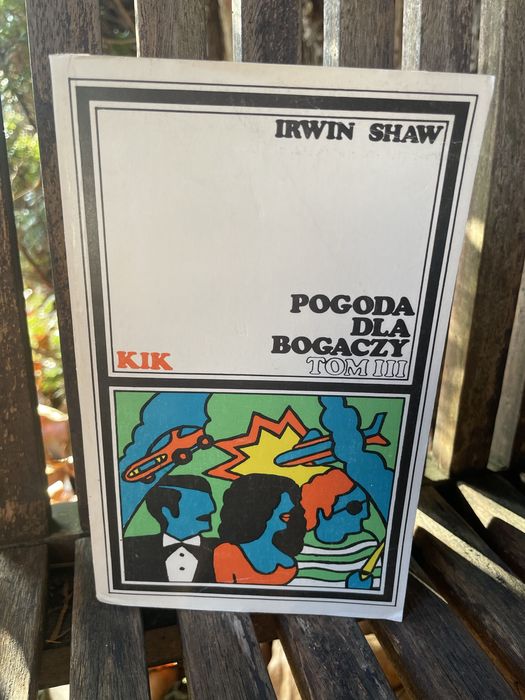 IRWIN SHAW
POGODA
DLA
BOGACZY
TOM III
KIK